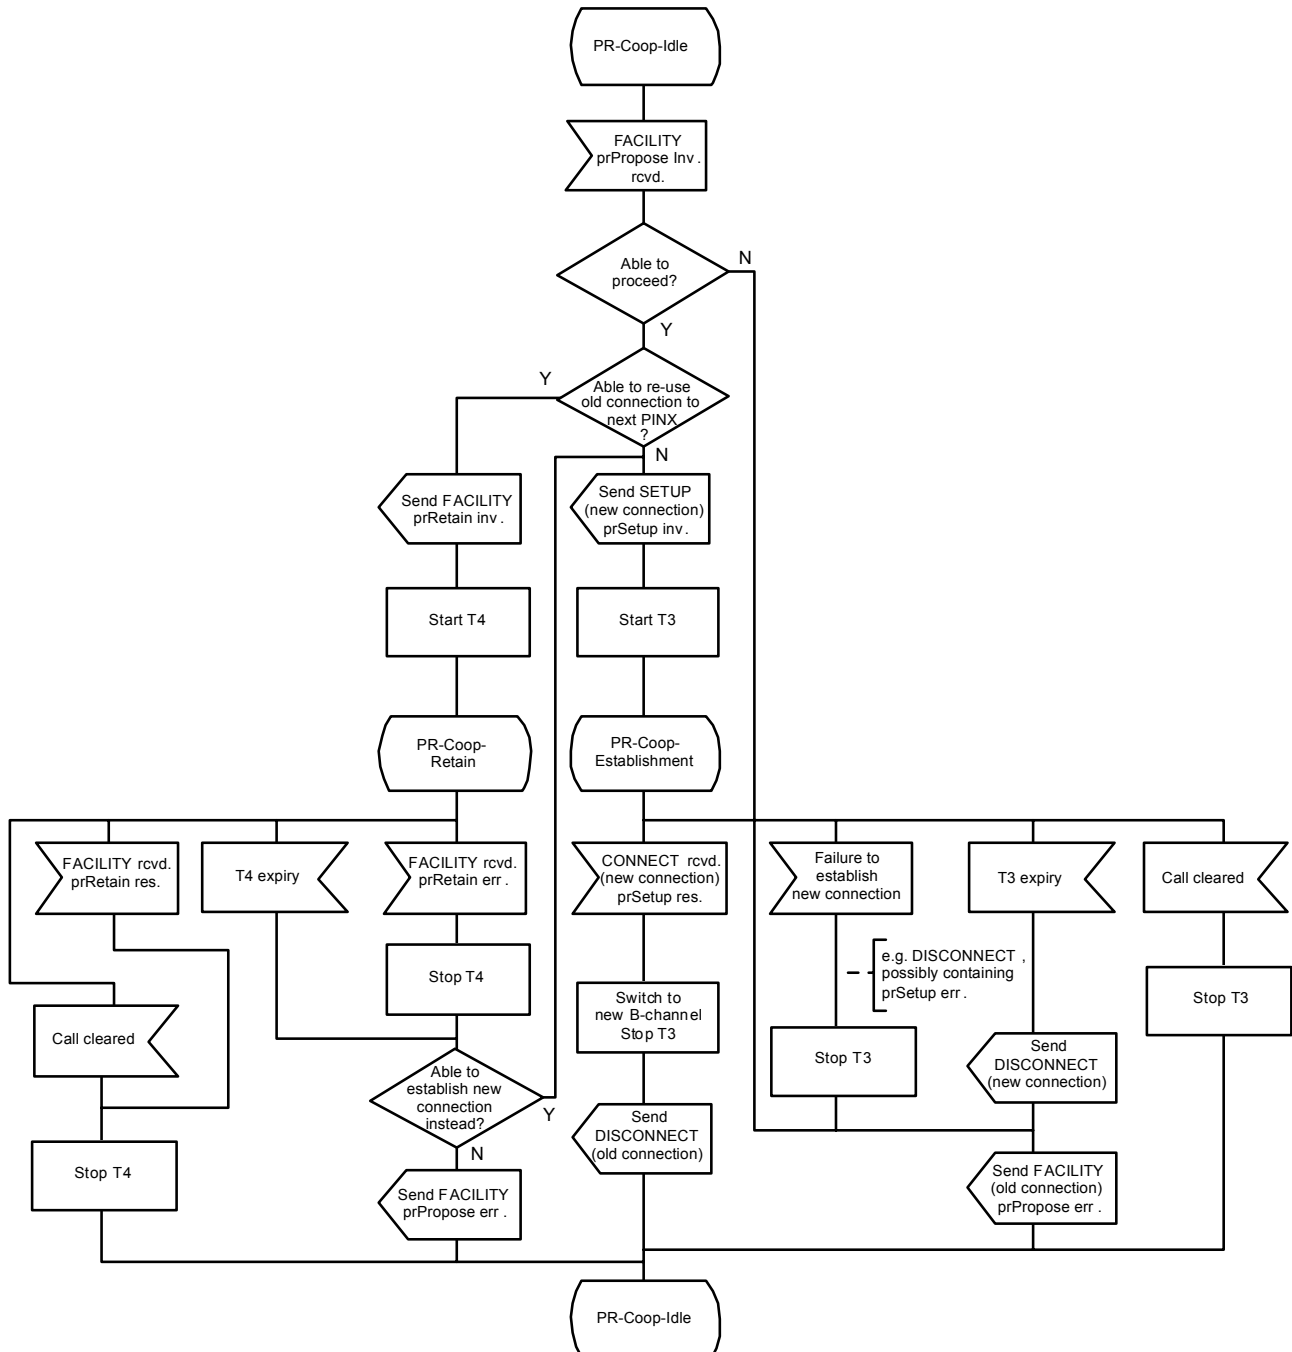 PR-Coop-Idle
FACILITY
prPropose Inv.
rcvd.
Able to
proceed?
N
Y
Able to re-use
old connection to
next PINX
?
Y
N
Send FACILITY
prRetain inv.
Send SETUP
(new connection)
prSetup inv.
Start T4
Start T3
PR-Coop-
Retain
PR-Coop-
Establishment
FACILITY rcvd.
prRetain res.
T4 expiry
FACILITY rcvd.
prRetain err.
CONNECT rcvd.
(new connection)
prSetup res.
Failure to
establish
new connection
T3 expiry
Call cleared
e.g. DISCONNECT,
possibly containing
prSetup err.
Stop T4
Switch to
new B-channel
Stop T3
Stop T3
Call cleared
Stop T3
Send
DISCONNECT
(new connection)
Able to
establish new
connection
instead?
Y
N
Send
DISCONNECT
(old connection)
Stop T4
Send FACILITY
prPropose err.
Send FACILITY
(old connection)
prPropose err.
PR-Coop-Idle